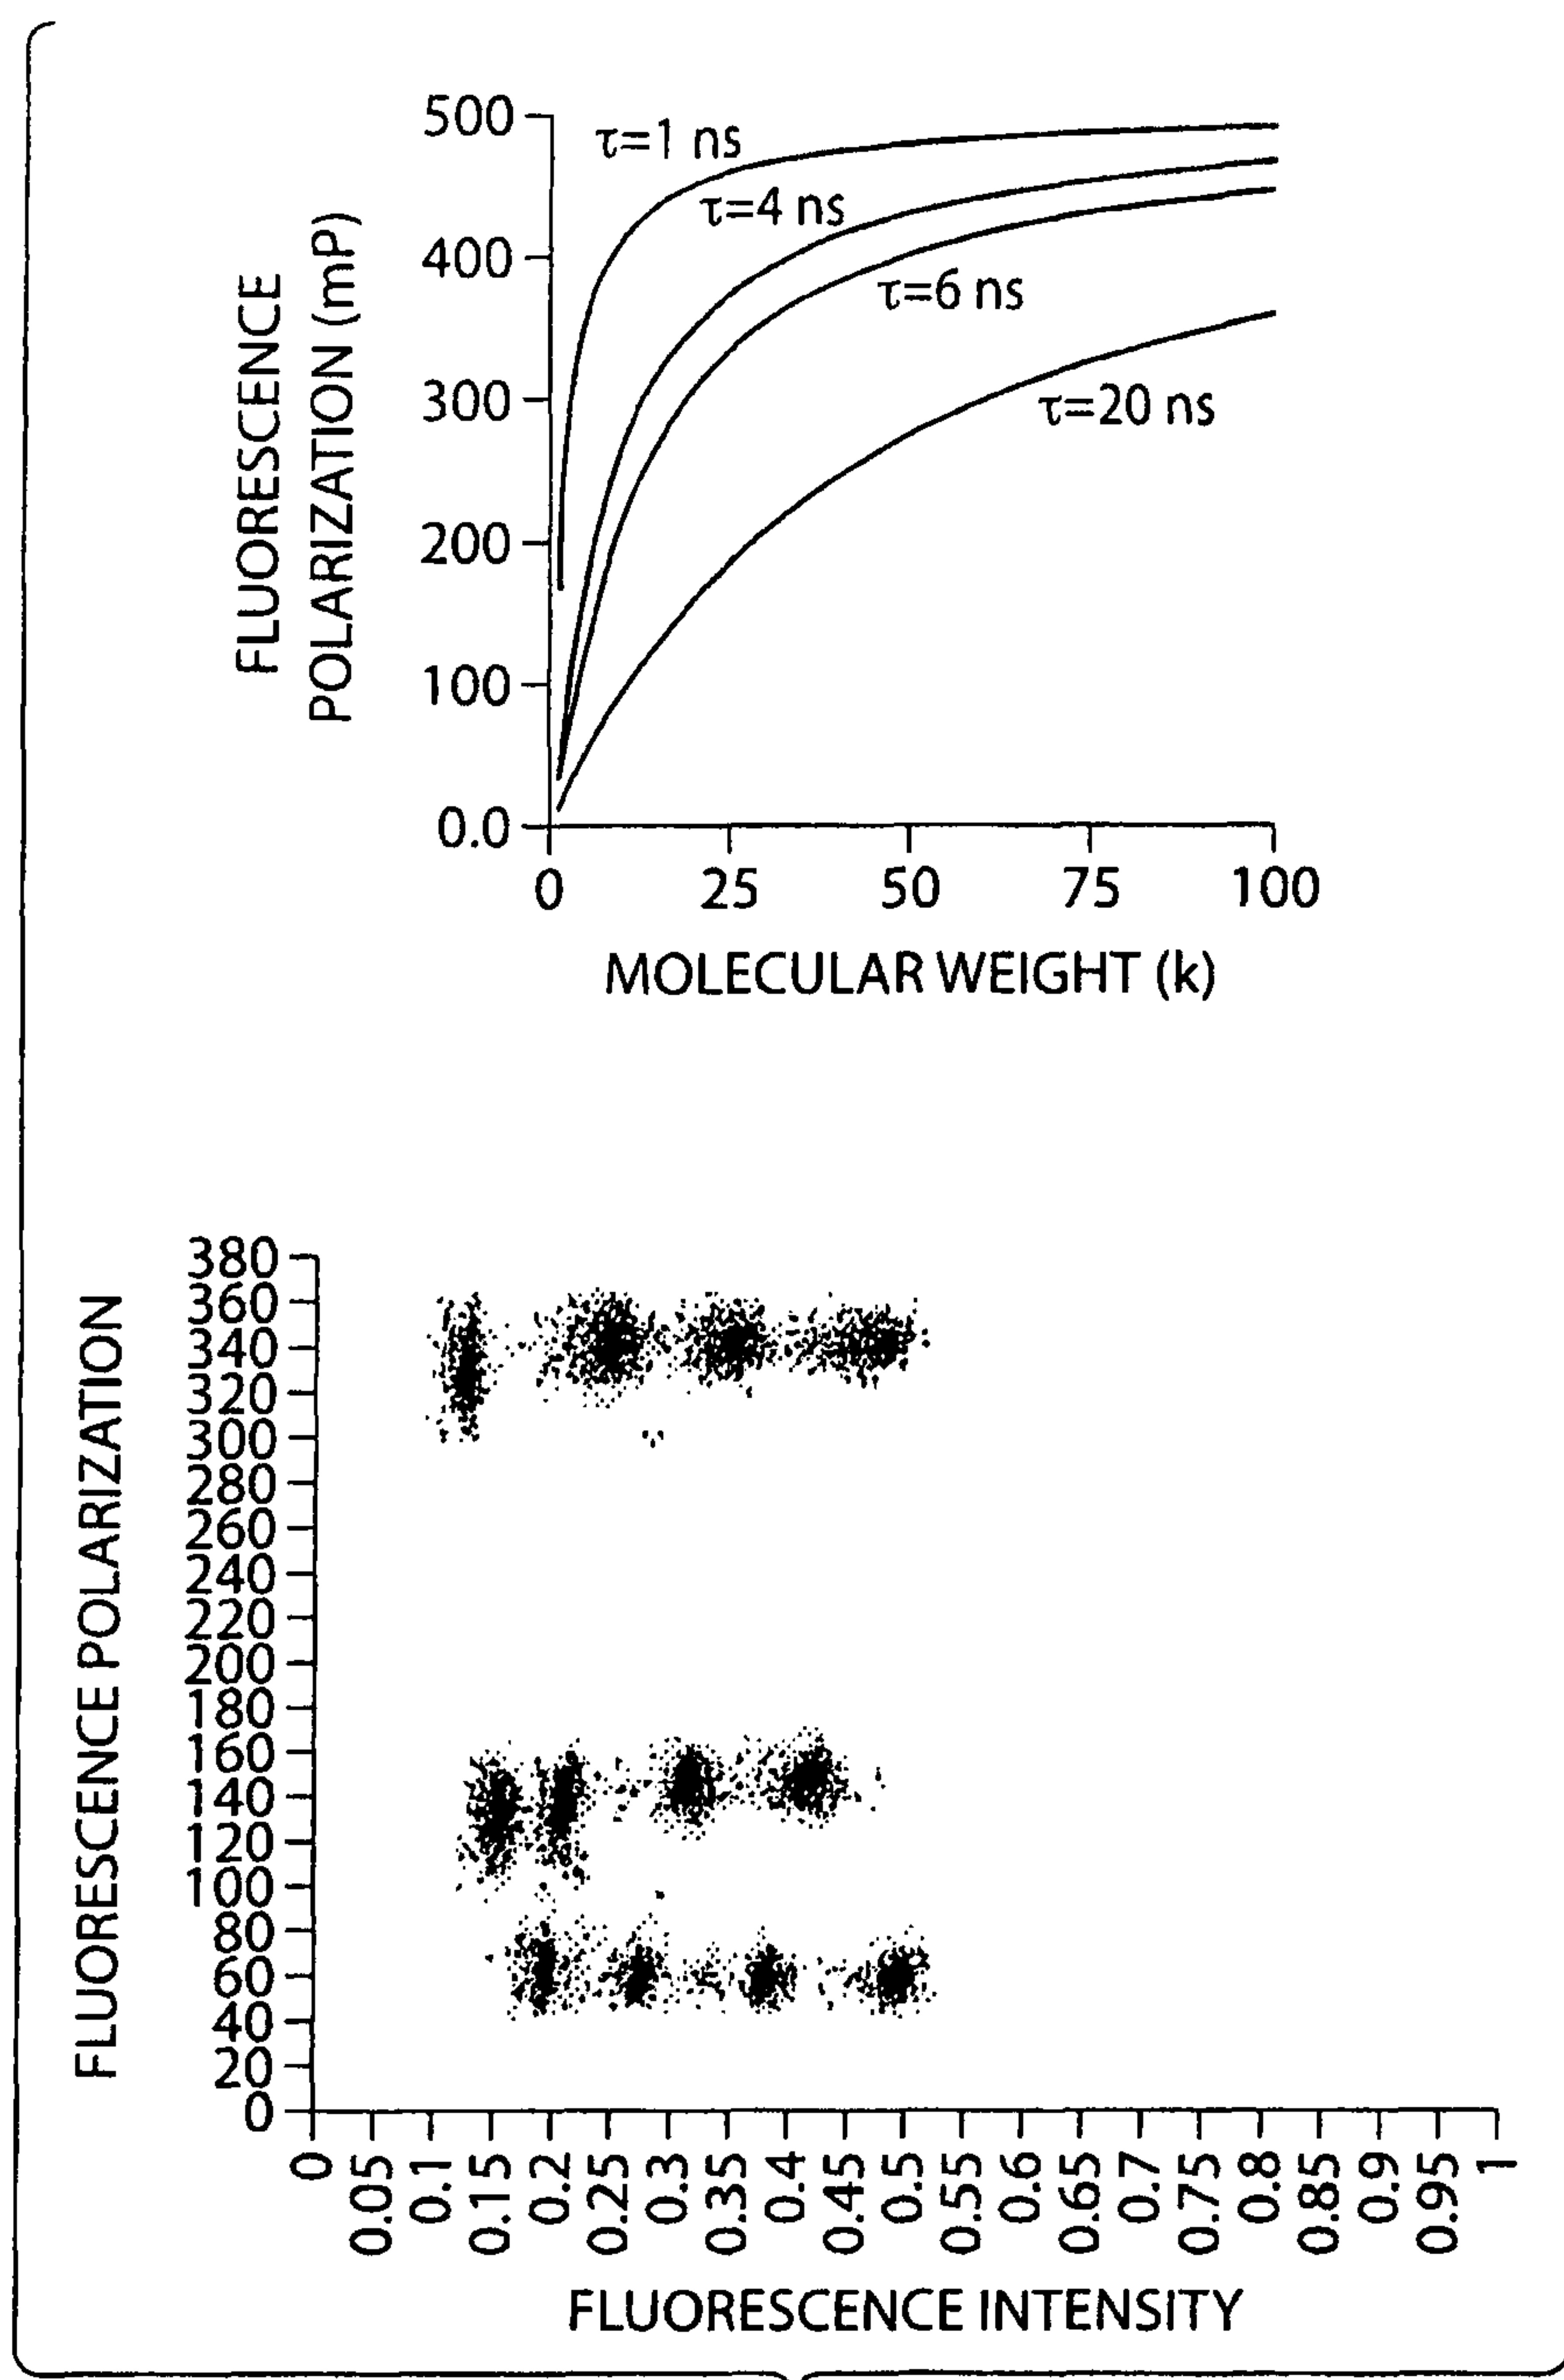 FLUORESCENCE
POLARIZATION (mP)
500
400
300
200
100
0.0
τ=1 ns
τ=4 ns
τ=6 ns
τ=20 ns
0 25 50 75 100
MOLECULAR WEIGHT (k)
FLUORESCENCE POLARIZATION
380
360
340
320
300
280
260
240
220
200
180
160
140
120
100
80
60
40
20
0
0 0.05 0.1 0.15 0.2 0.25 0.3 0.35 0.4 0.45 0.5 0.55 0.6 0.65 0.7 0.75 0.8 0.85 0.9 0.95 1
FLUORESCENCE INTENSITY